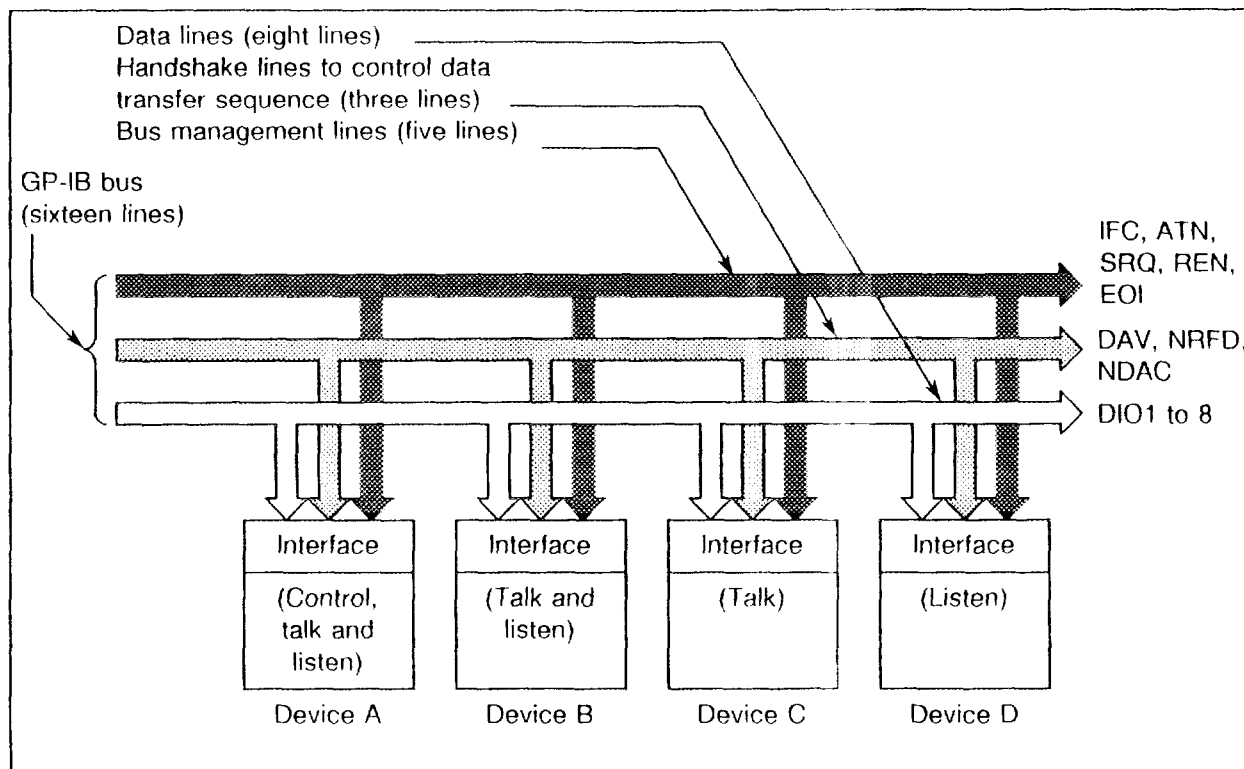 Data lines (eight lines)
Handshake lines to control data
transfer sequence (three lines)
Bus management lines (five lines)
GP-IB bus
(sixteen lines)
IFC, ATN,
SRQ, REN,
EOI
DAV, NRFD,
NDAC
DIO1 to 8
Interface
(Control,
talk and
listen)
Device A
Interface
(Talk and
listen)
Device B
Interface
(Talk)
Device C
Interface
(Listen)
Device D